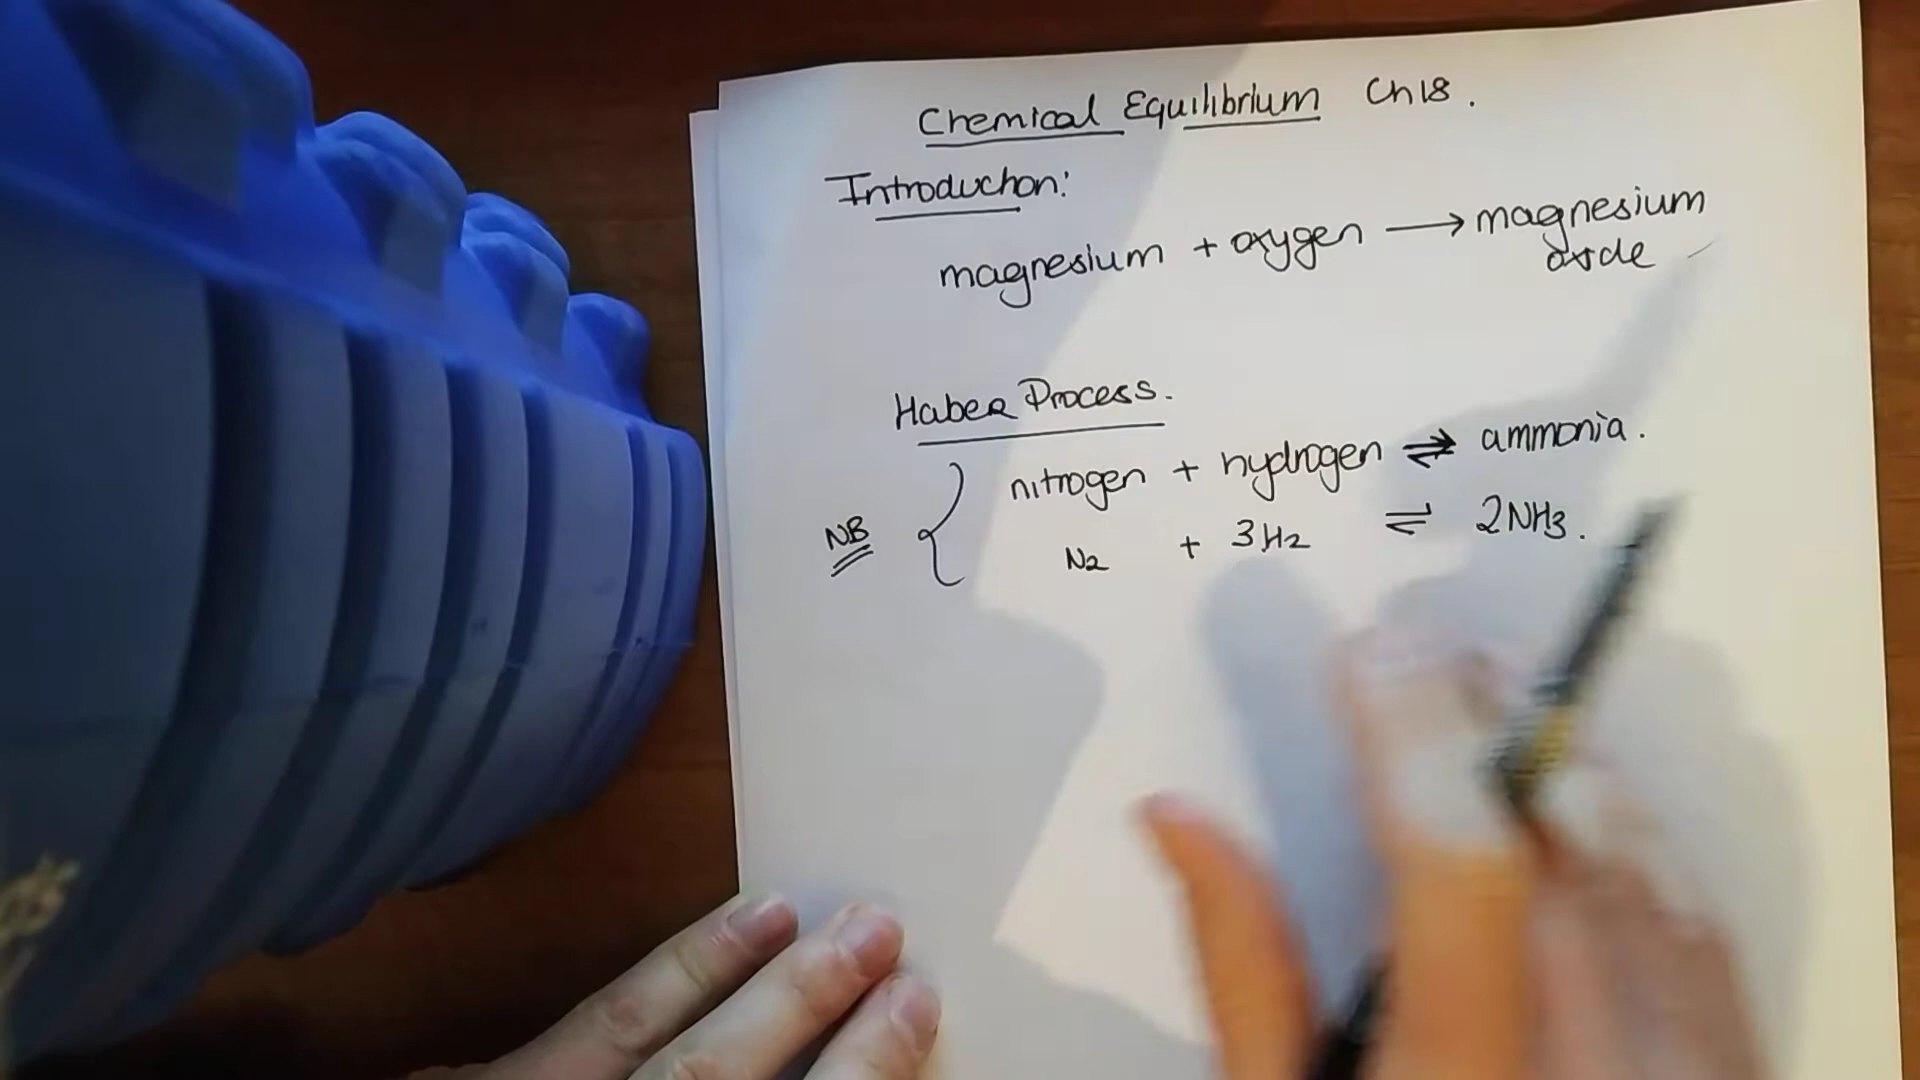 Chemical Equilibrium Ch18.
Introduction:
magnesium + oxygen ⟶ magnesium
oxide
Haber Process.
nitrogen + hydrogen ⇌ ammonia.
NB
N2 + 3H2 ⇌ 2NH3.